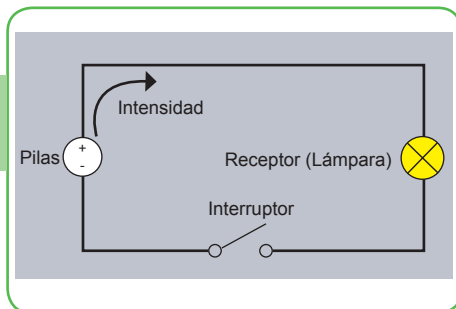 Intensidad
+
-
Pilas
Receptor (Lámpara)
Interruptor